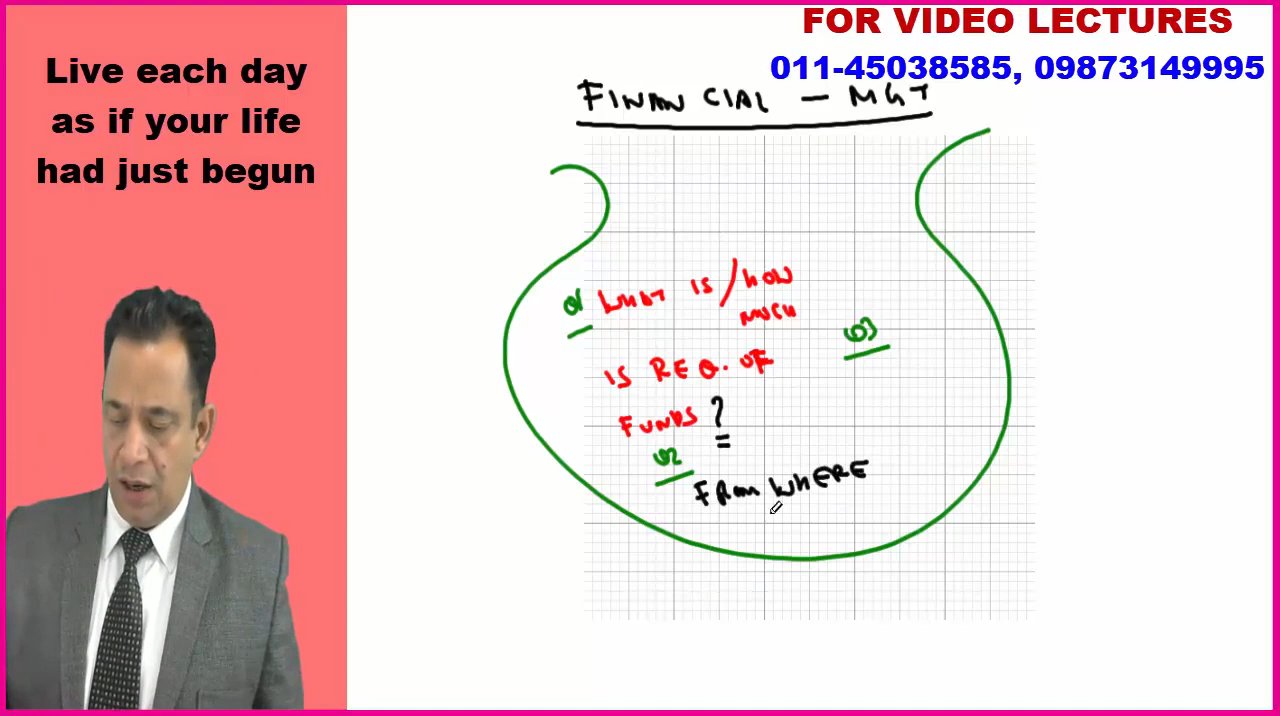 Live each day
as if your life
had just begun
FOR VIDEO LECTURES
011-45038585, 09873149995
FINANCIAL - MGT
Q1 WHAT IS / HOW
MUCH
IS REQ. OF
FUNDS ?
Q2
FROM WHERE
Q3